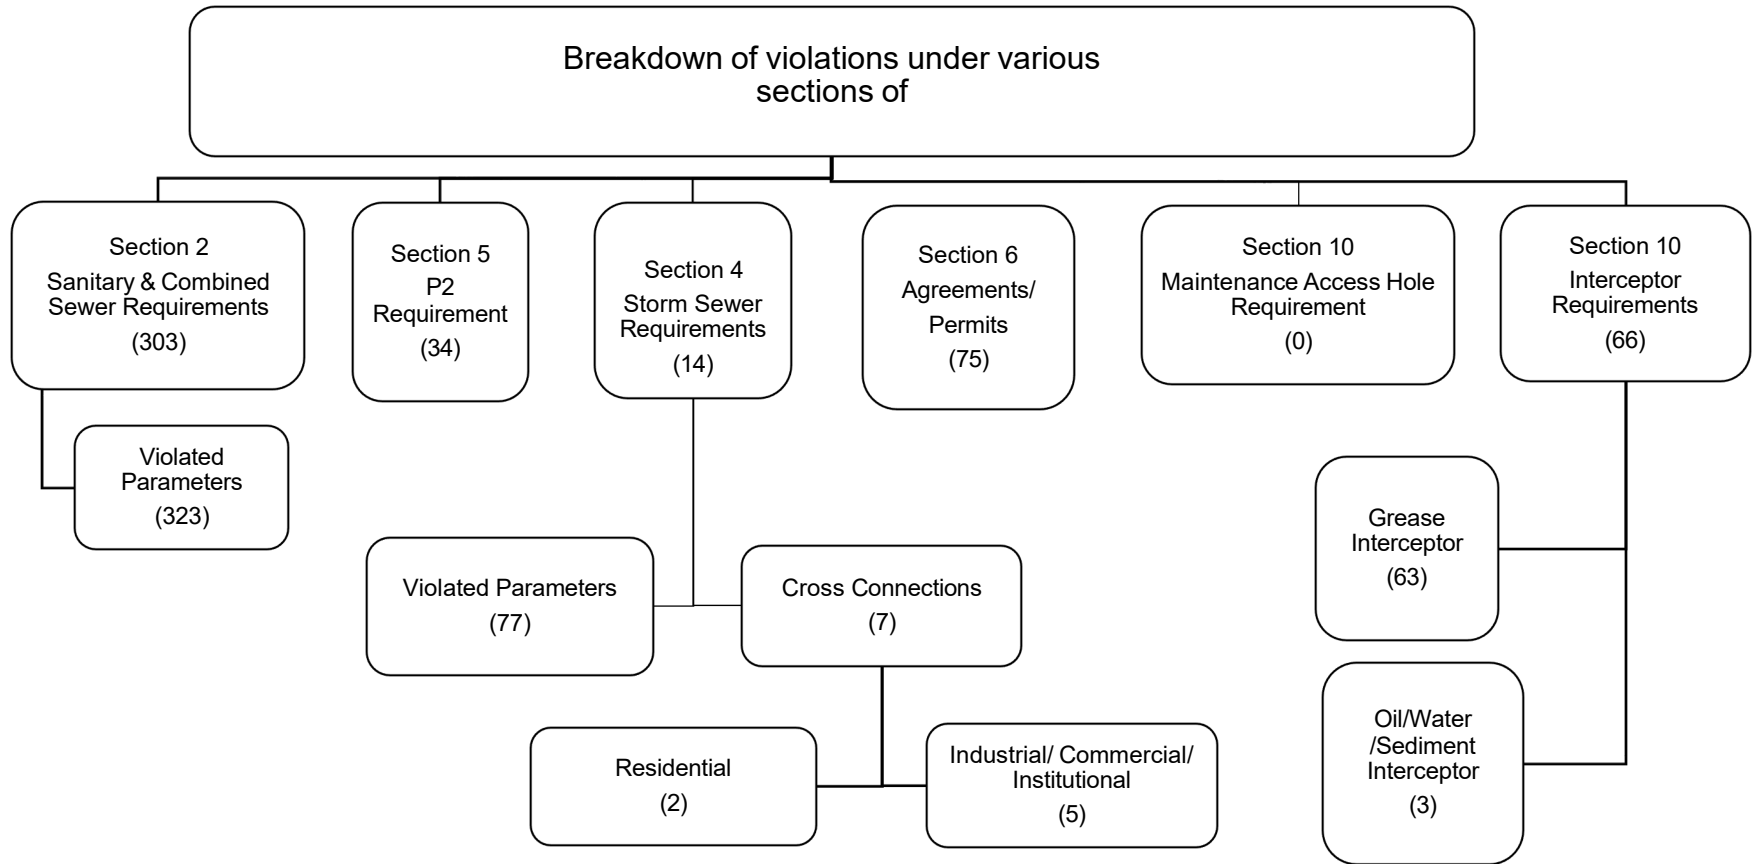 Breakdown of violations under various
sections of
Section 2
Sanitary & Combined
Sewer Requirements
(303)
Section 5
P2
Requirement
(34)
Section 4
Storm Sewer
Requirements
(14)
Section 6
Agreements/
Permits
(75)
Section 10
Maintenance Access Hole
Requirement
(0)
Section 10
Interceptor
Requirements
(66)
Violated
Parameters
(323)
Violated Parameters
(77)
Cross Connections
(7)
Grease
Interceptor
(63)
Residential
(2)
Industrial/ Commercial/
Institutional
(5)
Oil/Water
/Sediment
Interceptor
(3)